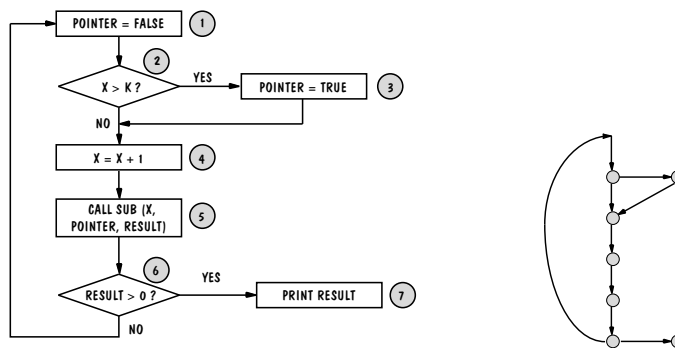 POINTER = FALSE
1
2
X > K ?
YES
POINTER = TRUE
3
NO
X = X + 1
4
CALL SUB (X,
POINTER, RESULT)
5
6
RESULT > 0 ?
YES
PRINT RESULT
7
NO